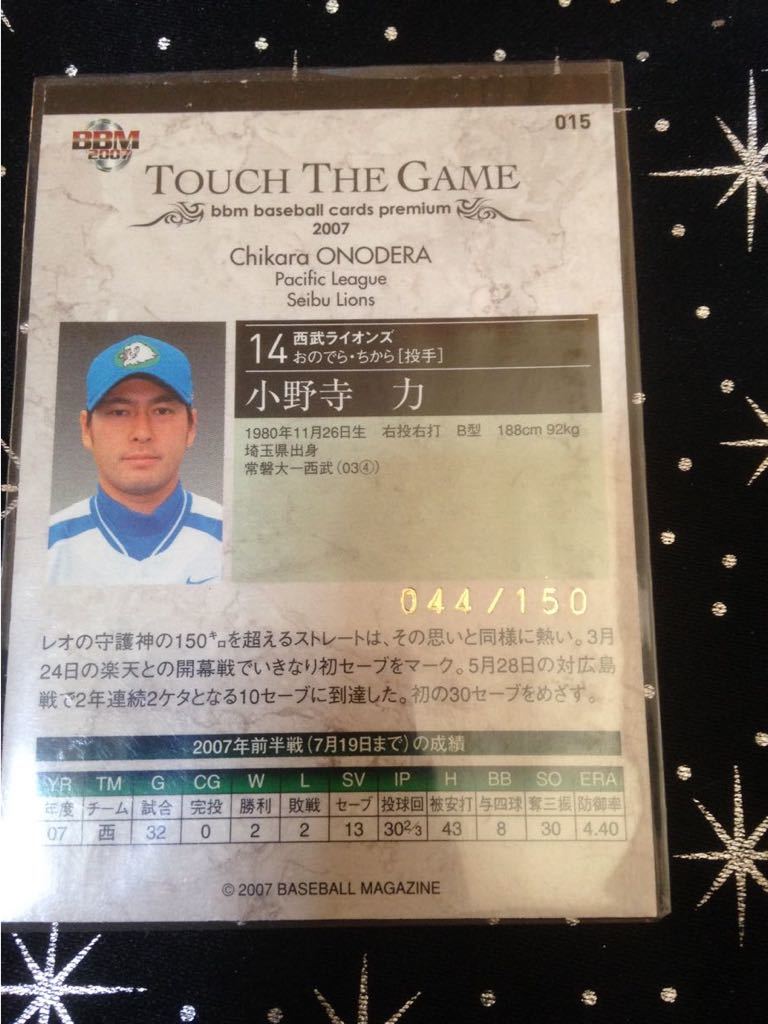 BBM
2007
015
TOUCH THE GAME
bbm baseball cards premium
2007
Chikara ONODERA
Pacific League
Seibu Lions
14 西武ライオンズ
おのでら・ちから[投手]
小野寺 力
1980年11月26日生 右投右打 B型 188cm 92kg
埼玉県出身
常磐大ー西武(03④)
044/150
レオの守護神の150㌔を超えるストレートは、その思いと同様に熱い。3月
24日の楽天との開幕戦でいきなり初セーブをマーク。5月28日の対広島
戦で2年連続2ケタとなる10セーブに到達した。初の30セーブをめざす。
2007年前半戦(7月19日まで)の成績
YR TM G CG W L SV IP H BB SO ERA
年度 チーム 試合 完投 勝利 敗戦 セーブ 投球回 被安打 与四球 奪三振 防御率
07 西 32 0 2 2 13 30 2/3 43 8 30 4.40
© 2007 BASEBALL MAGAZINE